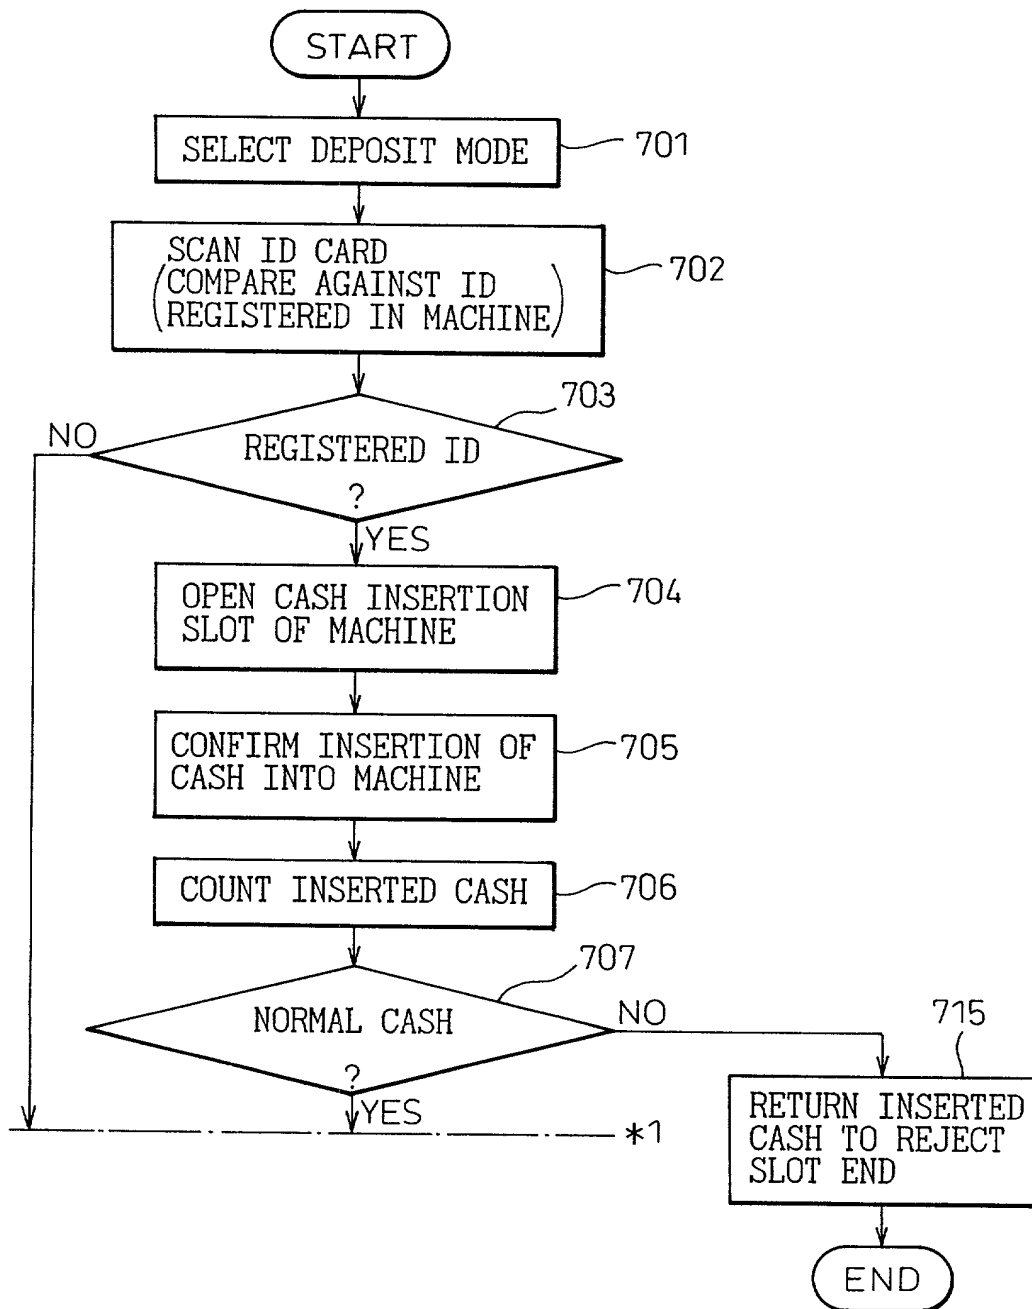 START
SELECT DEPOSIT MODE
701
SCAN ID CARD
(COMPARE AGAINST ID
REGISTERED IN MACHINE)
702
703
NO
REGISTERED ID
?
YES
OPEN CASH INSERTION
SLOT OF MACHINE
704
CONFIRM INSERTION OF
CASH INTO MACHINE
705
COUNT INSERTED CASH
706
707
NORMAL CASH
?
NO
YES
*1
715
RETURN INSERTED
CASH TO REJECT
SLOT END
END